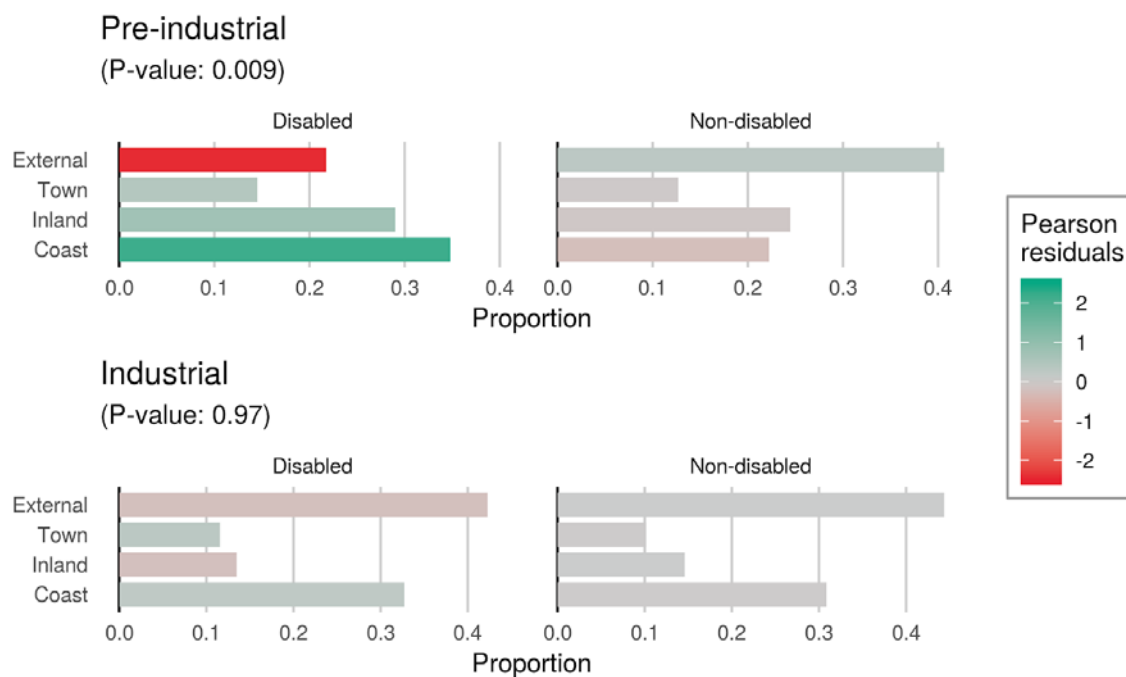 Pre-industrial
(P-value: 0.009)
Disabled
Non-disabled
External
Town
Inland
Coast
0.0 0.1 0.2 0.3 0.4
0.0 0.1 0.2 0.3 0.4
Proportion
Industrial
(P-value: 0.97)
Disabled
Non-disabled
External
Town
Inland
Coast
0.0 0.1 0.2 0.3 0.4
0.0 0.1 0.2 0.3 0.4
Proportion
Pearson
residuals
2
1
0
-1
-2